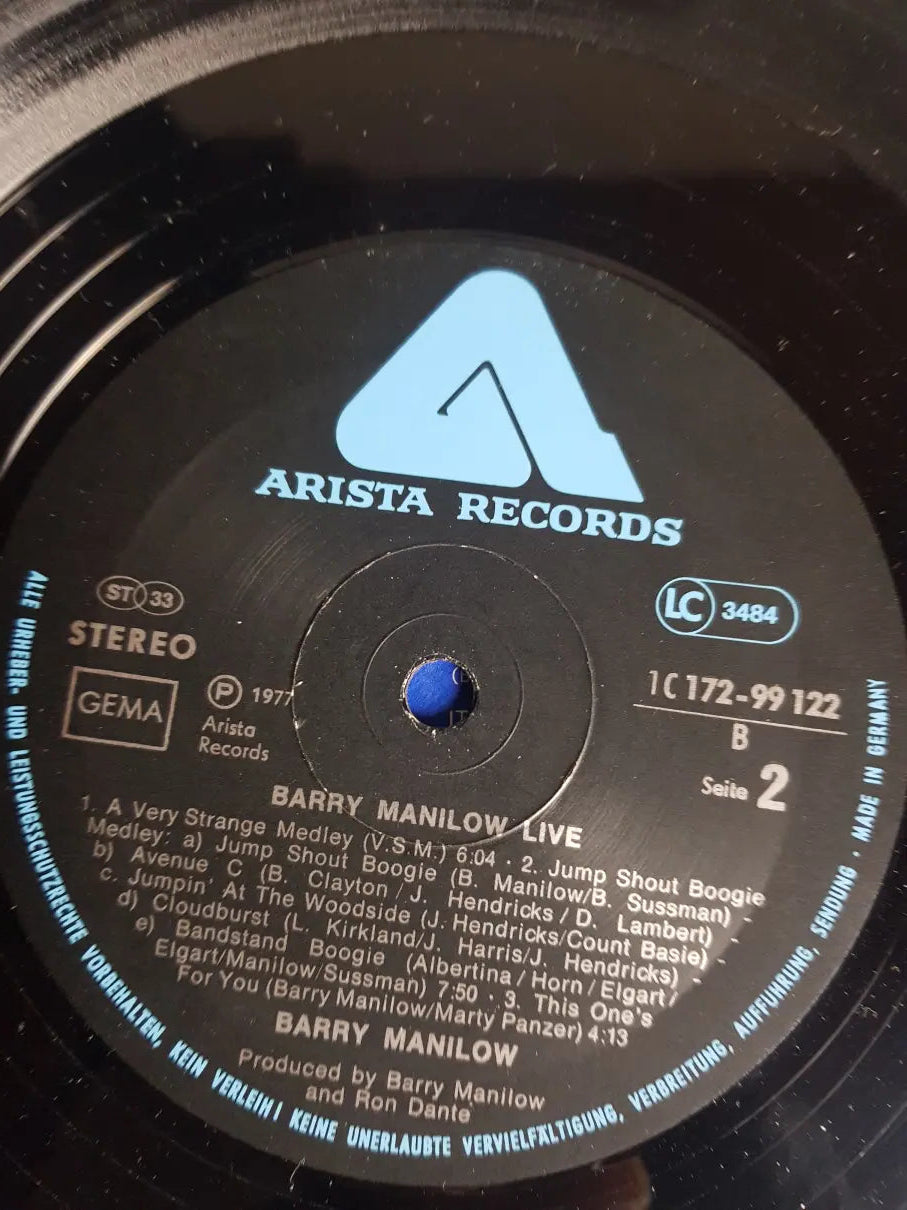 ARISTA RECORDS
ST 33
STEREO
GEMA
P 1977
Arista
Records
LC 3484
1C 172-99 122
B
Seite 2
BARRY MANILOW LIVE
1. A Very Strange Medley (V.S.M.) 6:04 · 2. Jump Shout Boogie
Medley: a) Jump Shout Boogie (B. Manilow/B. Sussman) -
b) Avenue C (B. Clayton / J. Hendricks / D. Lambert) -
c. Jumpin' At The Woodside (J. Hendricks/Count Basie) -
d) Cloudburst (L. Kirkland/J. Harris/J. Hendricks) -
e) Bandstand Boogie (Albertina / Horn / Elgart /
Elgart/Manilow/Sussman) 7:50 · 3. This One's
For You (Barry Manilow/Marty Panzer) 4:13
BARRY MANILOW
Produced by Barry Manilow
and Ron Dante
ALLE URHEBER- UND LEISTUNGSSCHUTZRECHTE VORBEHALTEN, KEIN VERLEIH! KEINE UNERLAUBTE VERVIELFÄLTIGUNG, VERBREITUNG, AUFFÜHRUNG, SENDUNG · MADE IN GERMANY